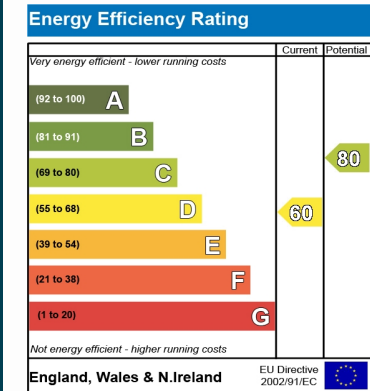 Energy Efficiency Rating
Current Potential
Very energy efficient - lower running costs
(92 to 100) A
(81 to 91) B
(69 to 80) C
80
(55 to 68) D
60
(39 to 54) E
(21 to 38) F
(1 to 20) G
Not energy efficient - higher running costs
England, Wales & N.Ireland
EU Directive
2002/91/EC